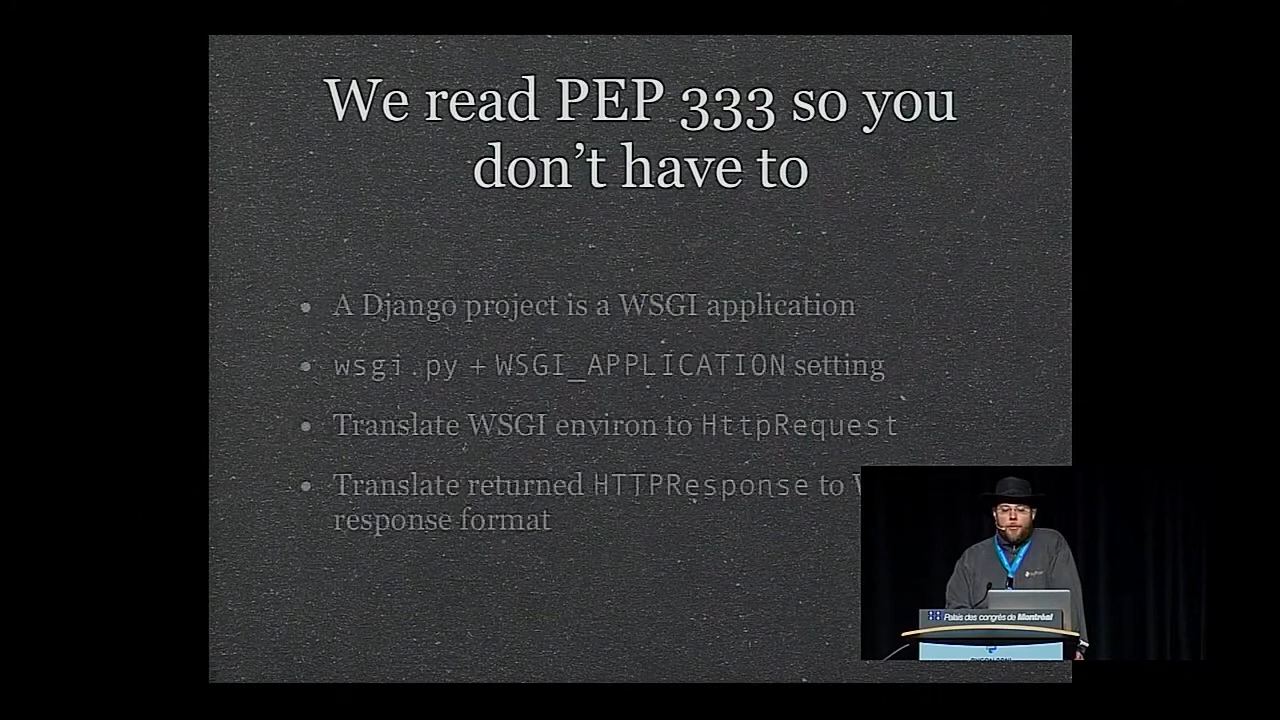 We read PEP 333 so you
don't have to
• A Django project is a WSGI application
• wsgi.py + WSGI_APPLICATION setting
• Translate WSGI environ to HttpRequest
• Translate returned HTTPResponse to
response format
Palais des congrès de Montréal